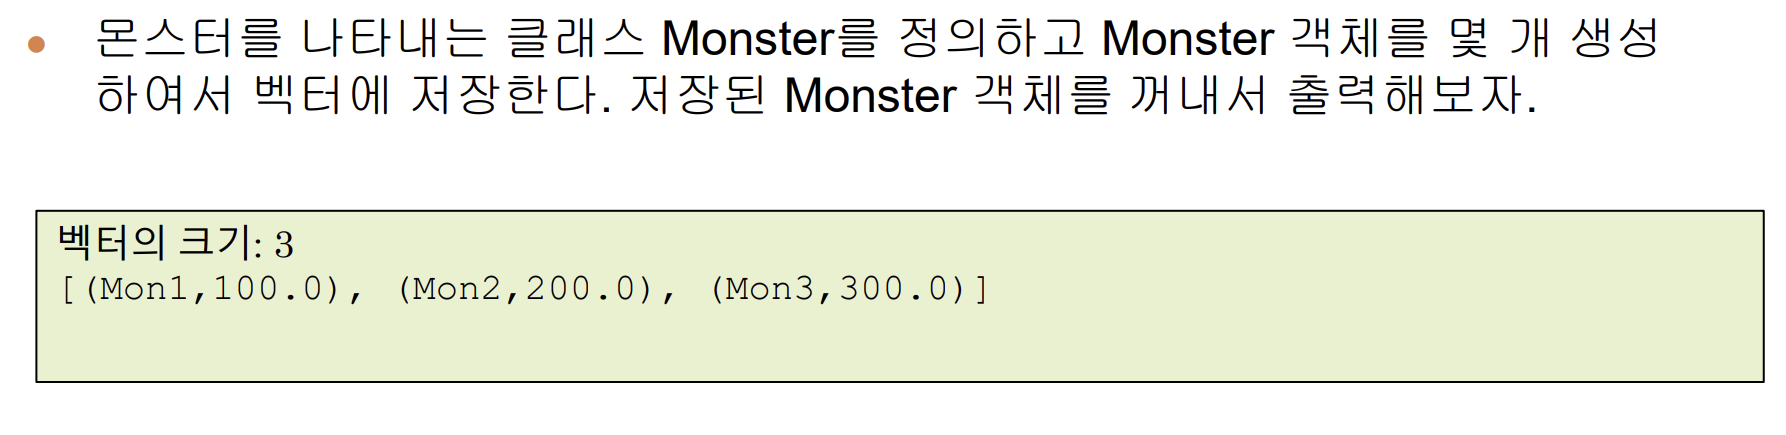 몬스터를 나타내는 클래스 Monster를 정의하고 Monster 객체를 몇 개 생성
하여서 벡터에 저장한다. 저장된 Monster 객체를 꺼내서 출력해보자.
벡터의 크기: 3
[(Mon1,100.0), (Mon2,200.0), (Mon3,300.0)]